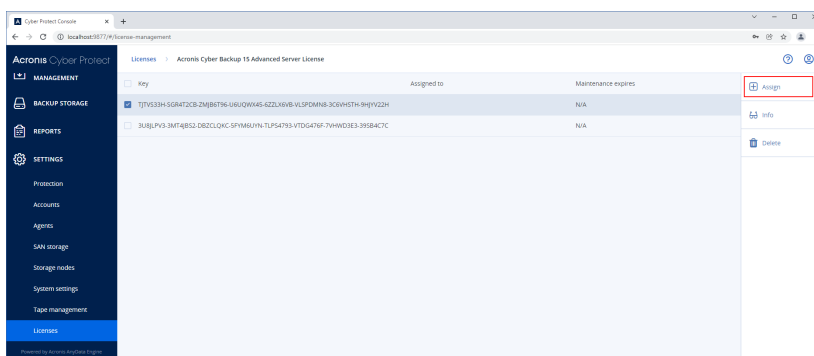 Cyber Protect Console
localhost:9877/#/license-management
Acronis Cyber Protect
Licenses > Acronis Cyber Backup 15 Advanced Server License
MANAGEMENT
BACKUP STORAGE
REPORTS
SETTINGS
Protection
Accounts
Agents
SAN storage
Storage nodes
System settings
Tape management
Licenses
Powered by Acronis AnyData Engine
Key Assigned to Maintenance expires
TJTVS33H-SGR4T2CB-ZMJB6T96-U6UQWX4S-6ZZLX6VB-VLSPDMN8-3C6VHSTH-9HJYV22H N/A
3U8JLPV3-3MT4JBS2-DBZCLQKC-5FYM6UYN-TLPS4793-VTDG476F-7VHWD3E3-39SB4C7C N/A
Assign
Info
Delete